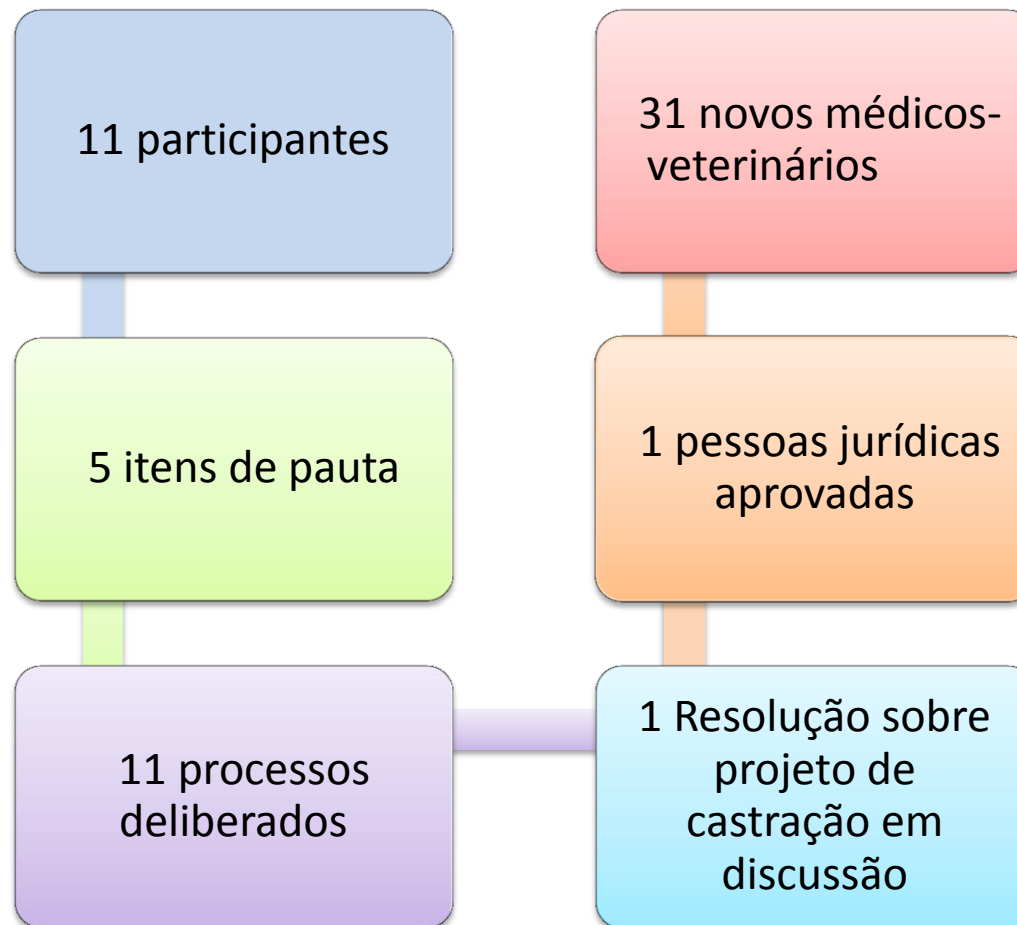 11 participantes
5 itens de pauta
11 processos
deliberados
1 Resolução sobre
projeto de
castração em
discussão
1 pessoas jurídicas
aprovadas
31 novos médicos-
veterinários